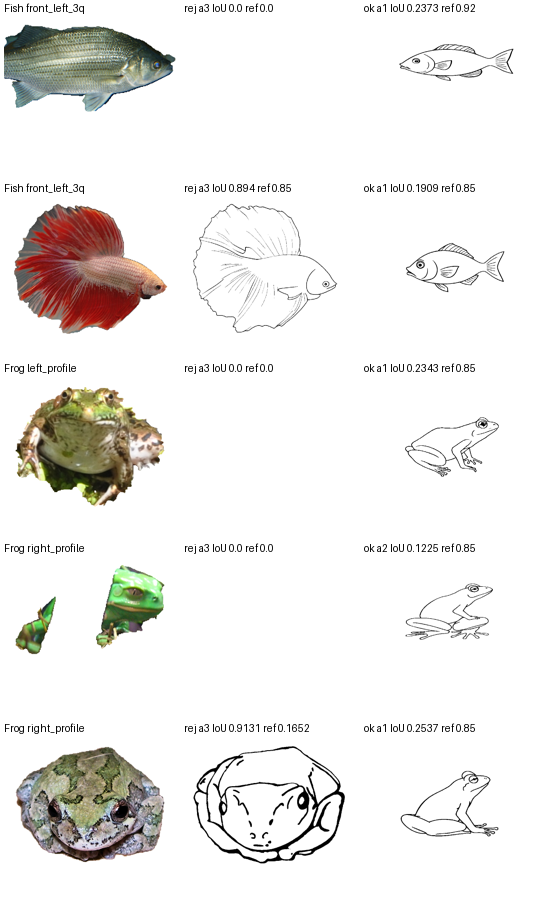 Fish front_left_3q rej a3 IoU 0.0 ref 0.0 ok a1 IoU 0.2373 ref 0.92
Fish front_left_3q rej a3 IoU 0.894 ref 0.85 ok a1 IoU 0.1909 ref 0.85
Frog left_profile rej a3 IoU 0.0 ref 0.0 ok a1 IoU 0.2343 ref 0.85
Frog right_profile rej a3 IoU 0.0 ref 0.0 ok a2 IoU 0.1225 ref 0.85
Frog right_profile rej a3 IoU 0.9131 ref 0.1652 ok a1 IoU 0.2537 ref 0.85